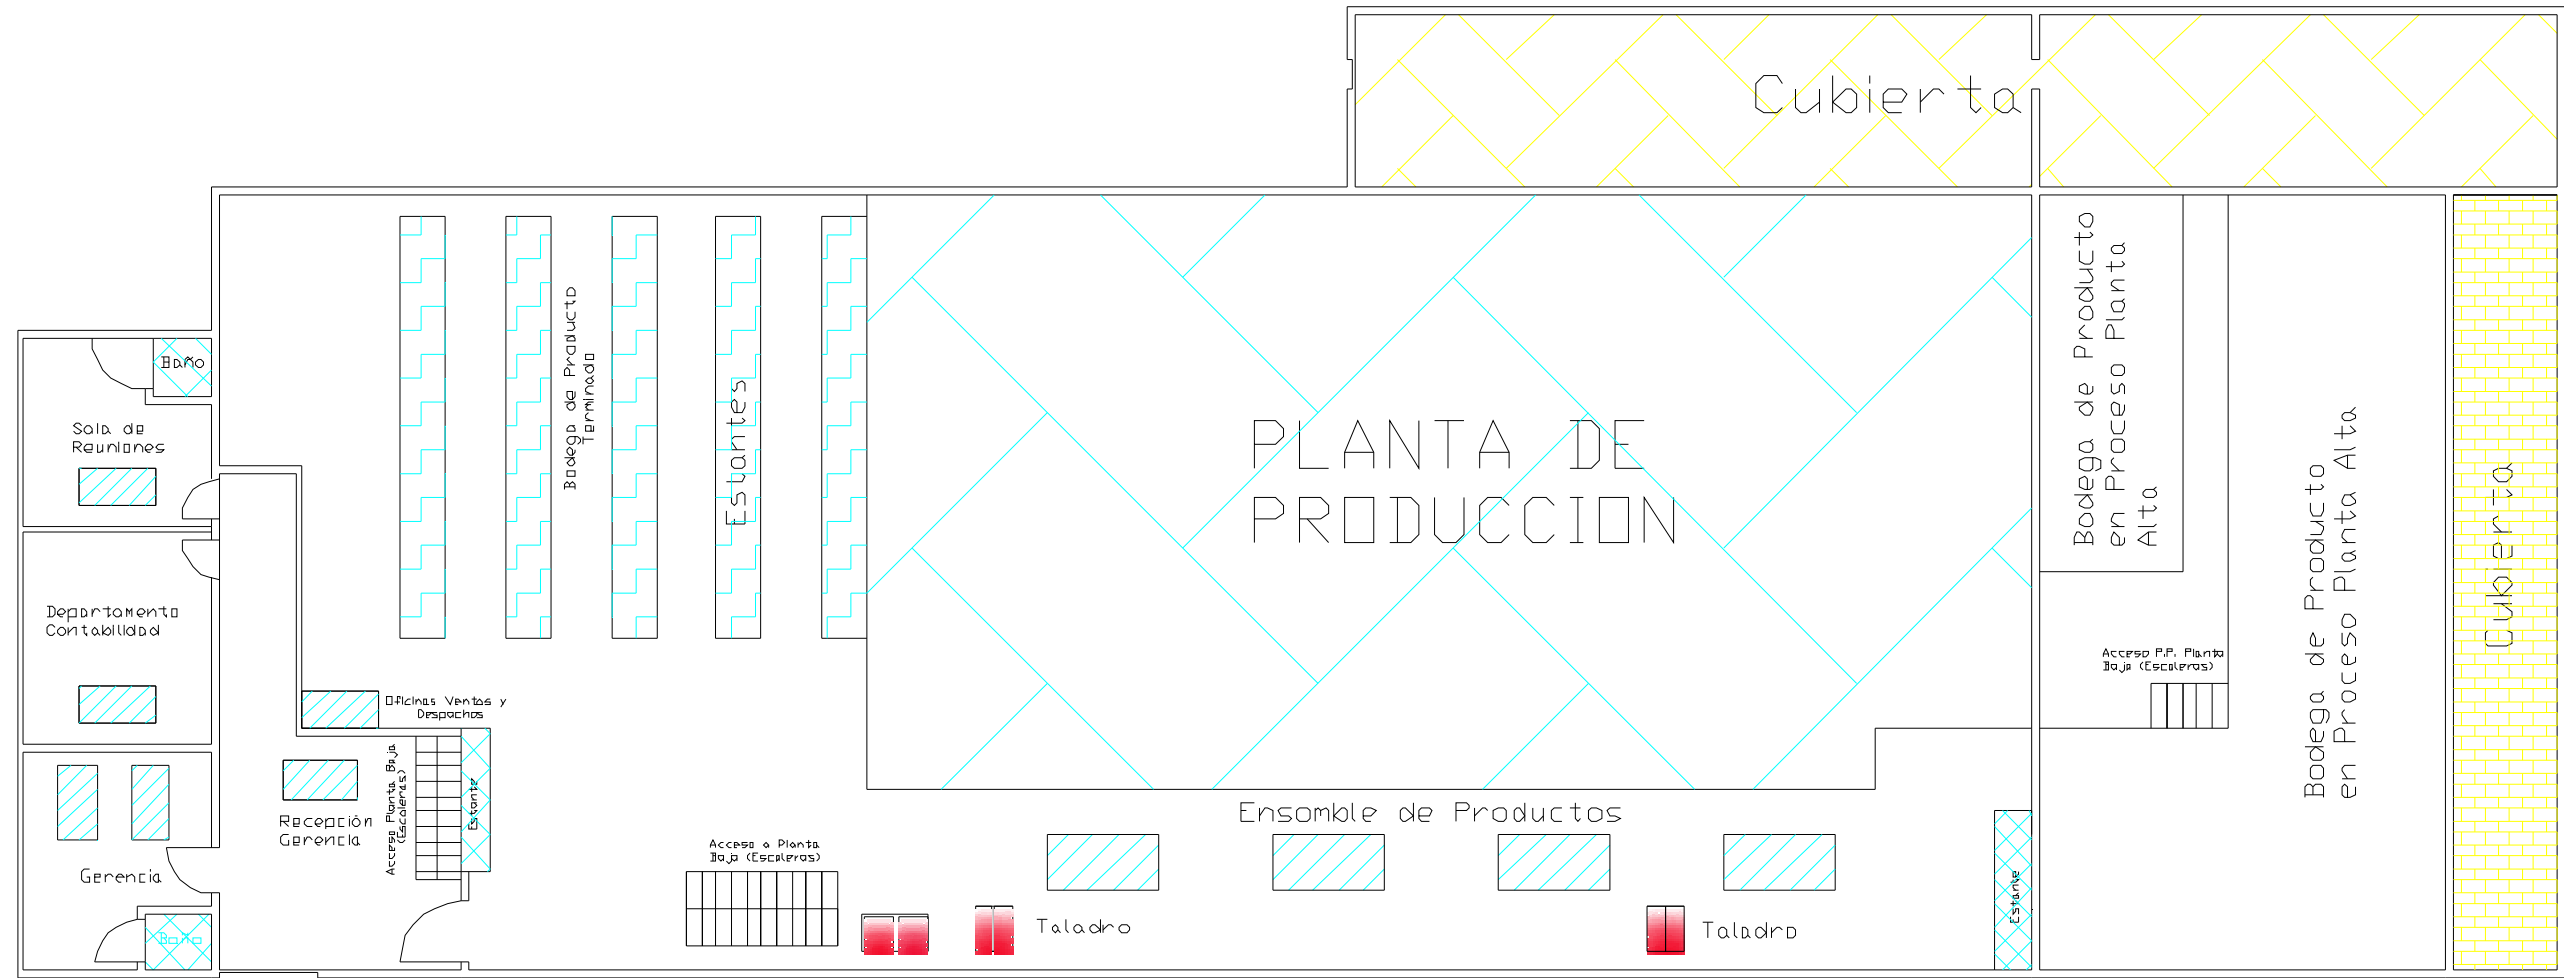 Cubierta
Baño
Sala de
Reuniones
Departamento
Contabilidad
Gerencia
Baño
Recepción
Gerencia
Oficinas Ventas y
Despachos
Acceso Planta Baja
(Escaleras)
Estante
Bodega de Producto
Terminado
Estantes
Acceso a Planta
Baja (Escaleras)
PLANTA DE
PRODUCCION
Ensamble de Productos
Taladro
Taladro
Estante
Bodega de Producto
en Proceso Planta
Alta
Acceso P.P. Planta
Baja (Escaleras)
Bodega de Producto
en Proceso Planta Alta
Cubierta